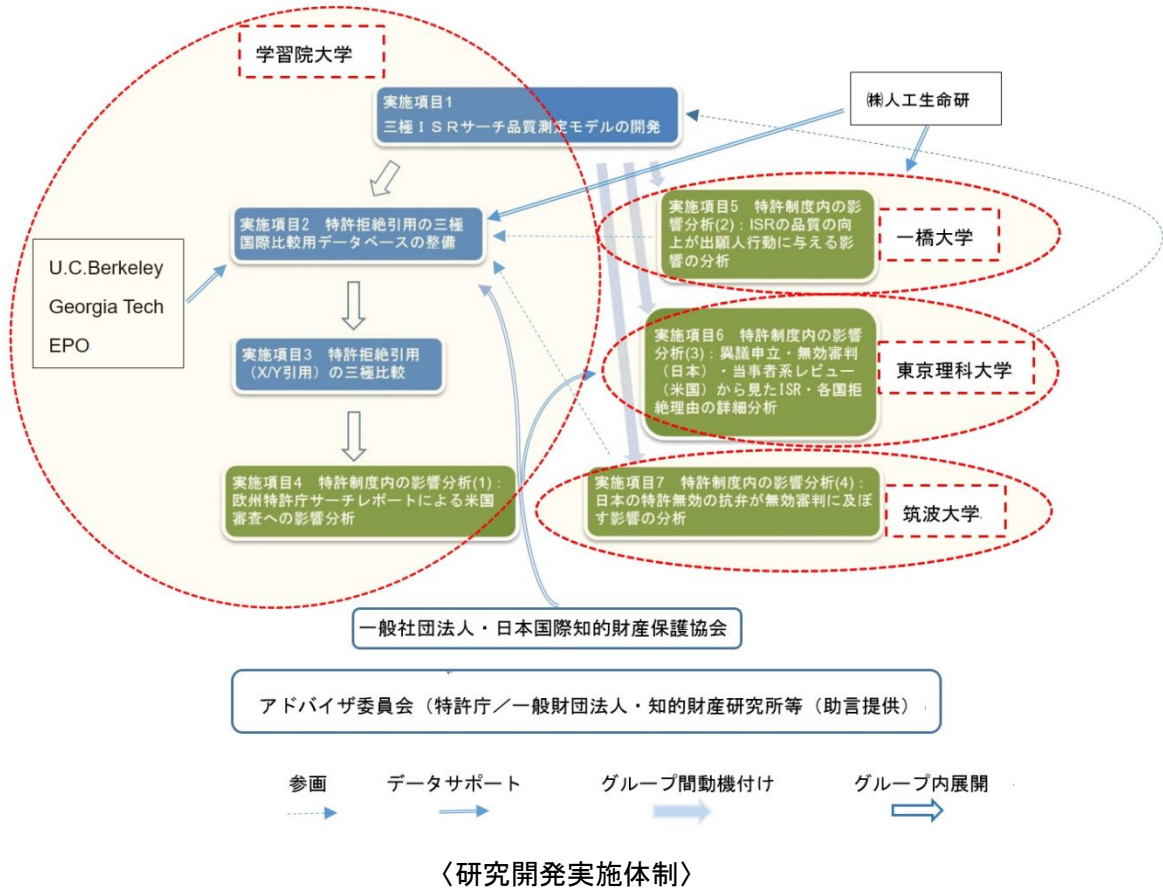 学習院大学
実施項目1
三極ISRサーチ品質測定モデルの開発
㈱人工生命研
実施項目2　特許拒絶引用の三極
国際比較用データベースの整備
U.C.Berkeley
Georgia Tech
EPO
実施項目3　特許拒絶引用
（X/Y引用）の三極比較
実施項目4　特許制度内の影響分析(1)：
欧州特許庁サーチレポートによる米国
審査への影響分析
実施項目5　特許制度内の影
響分析(2)：ISRの品質の向
上が出願人行動に与える影
響の分析
一橋大学
実施項目6　特許制度内の影響
分析(3)：異議申立・無効審判
（日本）・当事者系レビュー
（米国）から見たISR・各国拒
絶理由の詳細分析
東京理科大学
実施項目7　特許制度内の影響分析(4)：
日本の特許無効の抗弁が無効審判に及ぼ
す影響の分析
筑波大学
一般社団法人・日本国際知的財産保護協会
アドバイザ委員会（特許庁／一般財団法人・知的財産研究所等（助言提供）
参画
データサポート
グループ間動機付け
グループ内展開
〈研究開発実施体制〉